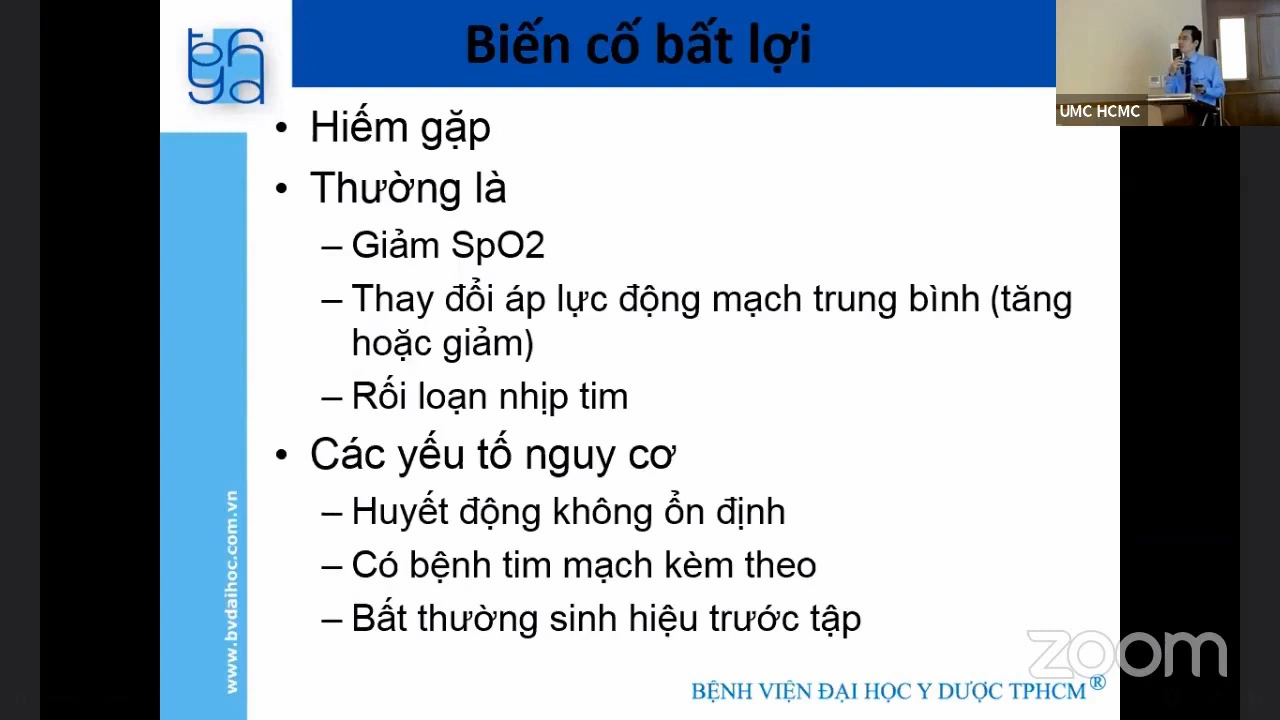 Biến cố bất lợi
UMC HCMC
• Hiếm gặp
• Thường là
– Giảm SpO2
– Thay đổi áp lực động mạch trung bình (tăng
hoặc giảm)
– Rối loạn nhịp tim
• Các yếu tố nguy cơ
– Huyết động không ổn định
– Có bệnh tim mạch kèm theo
– Bất thường sinh hiệu trước tập
www.bvdaihoc.com.vn
zoom
BỆNH VIỆN ĐẠI HỌC Y DƯỢC TPHCM®